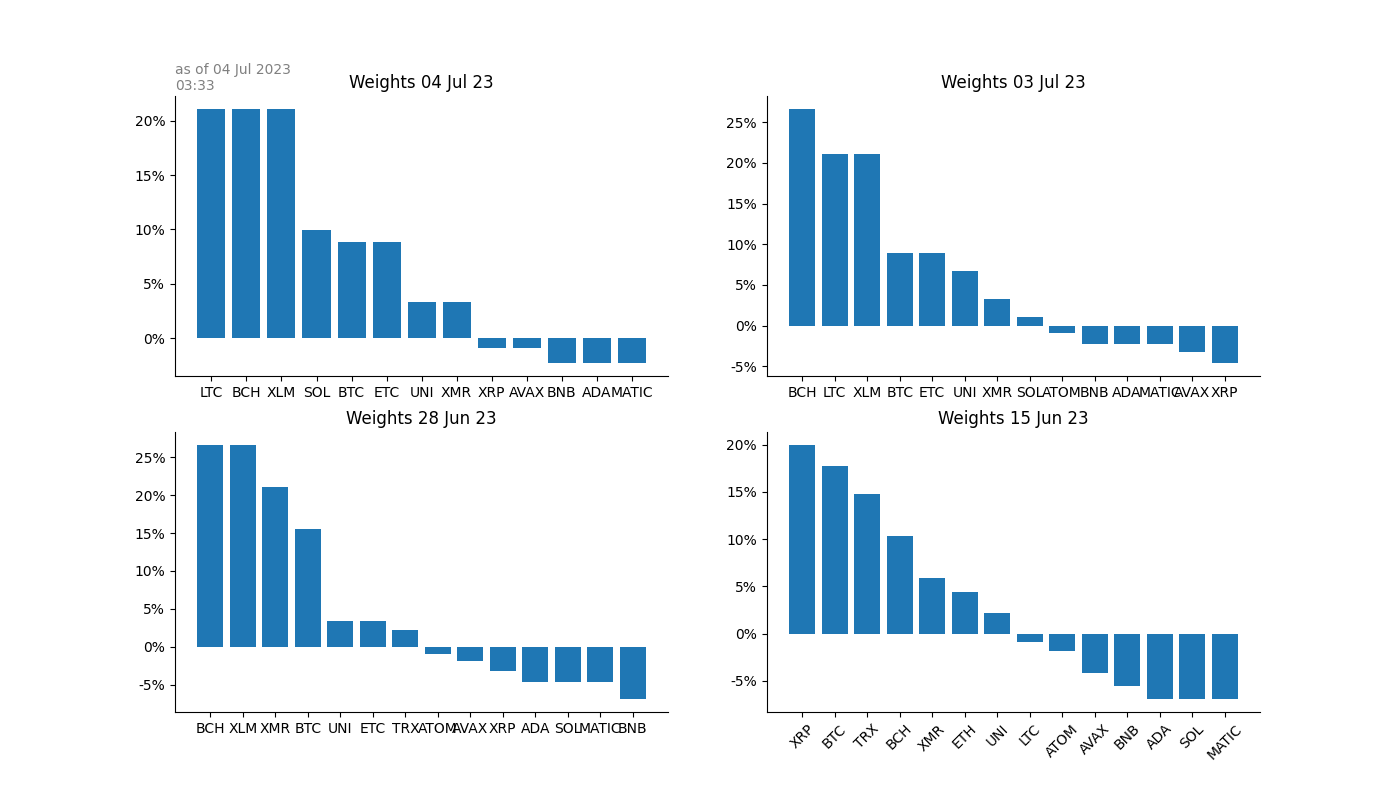 as of 04 Jul 2023
03:33
Weights 04 Jul 23
20%
15%
10%
5%
0%
LTC BCH XLM SOL BTC ETC UNI XMR XRP AVAX BNB ADA MATIC
Weights 03 Jul 23
25%
20%
15%
10%
5%
0%
-5%
BCH LTC XLM BTC ETC UNI XMR SOL ATOM BNB ADA MATIC AVAX XRP
Weights 28 Jun 23
25%
20%
15%
10%
5%
0%
-5%
BCH XLM XMR BTC UNI ETC TRX ATOM AVAX XRP ADA SOL MATIC BNB
Weights 15 Jun 23
20%
15%
10%
5%
0%
-5%
XRP BTC TRX BCH XMR ETH UNI LTC ATOM AVAX BNB ADA SOL MATIC